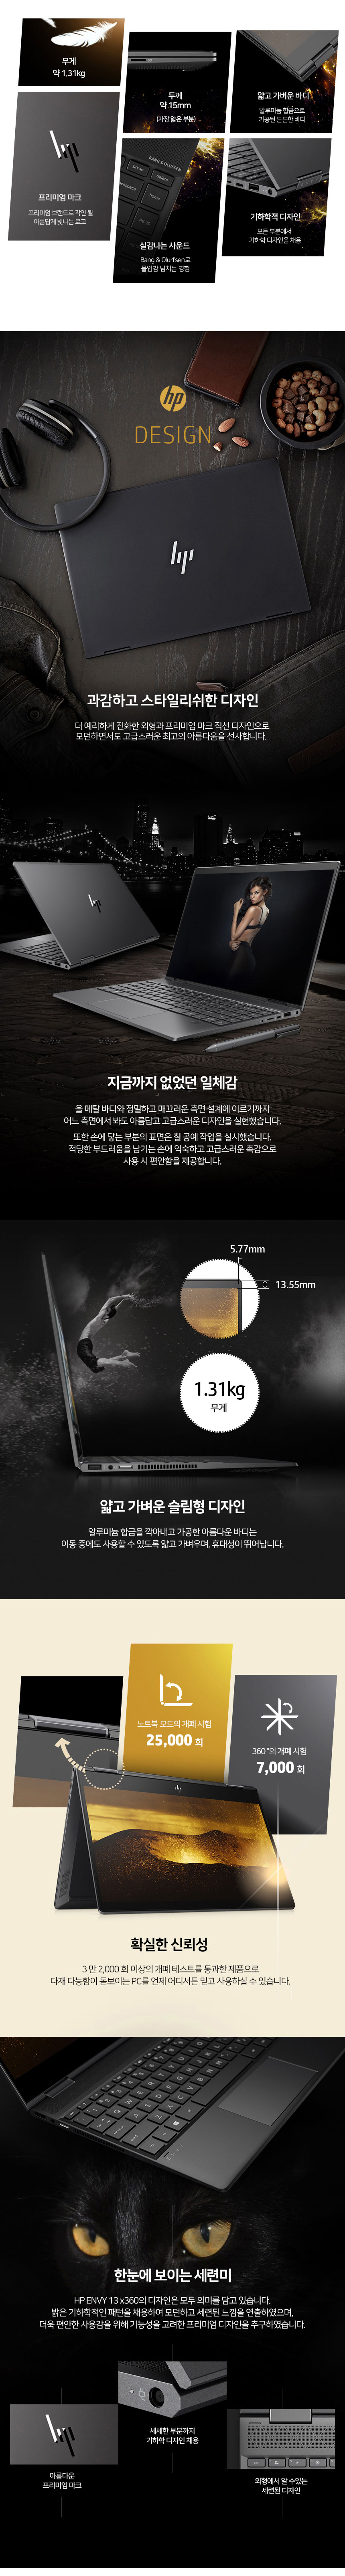 무게
약 1.31kg
두께
약 15mm
(가장 얇은 부분)
얇고 가벼운 바디
알루미늄 합금으로
가공된 튼튼한 바디
프리미엄 마크
프리미엄 브랜드로 각인 될
아름답게 빛나는 로고
BANG & OLUFSEN
실감나는 사운드
Bang & Olurfsen로
몰입감 넘치는 경험
기하학적 디자인
모든 부분에서
기하학 디자인을 채용
hp
DESIGN
과감하고 스타일리쉬한 디자인
더 예리하게 진화한 외형과 프리미엄 마크 직선 디자인으로
모던하면서도 고급스러운 최고의 아름다움을 선사합니다.
지금까지 없었던 일체감
올 메탈 바디와 정밀하고 매끄러운 측면 설계에 이르기까지
어느 측면에서 봐도 아름답고 고급스러운 디자인을 실현했습니다.
또한 손에 닿는 부분의 표면은 칠 공예 작업을 실시했습니다.
적당한 부드러움을 남기는 손에 익숙하고 고급스러운 촉감으로
사용 시 편안함을 제공합니다.
5.77mm
13.55mm
1.31kg
무게
얇고 가벼운 슬림형 디자인
알루미늄 합금을 깎아내고 가공한 아름다운 바디는
이동 중에도 사용할 수 있도록 얇고 가벼우며, 휴대성이 뛰어납니다.
노트북 모드의 개폐 시험
25,000 회
360 °의 개폐 시험
7,000 회
확실한 신뢰성
3 만 2,000 회 이상의 개폐 테스트를 통과한 제품으로
다재 다능함이 돋보이는 PC를 언제 어디서든 믿고 사용하실 수 있습니다.
한눈에 보이는 세련미
HP ENVY 13 x360의 디자인은 모두 의미를 담고 있습니다.
밝은 기하학적인 패턴을 채용하여 모던하고 세련된 느낌을 연출하였으며,
더욱 편안한 사용감을 위해 기능성을 고려한 프리미엄 디자인을 추구하였습니다.
아름다운
프리미엄 마크
세세한 부분까지
기하학 디자인 채용
외형에서 알 수있는
세련된 디자인